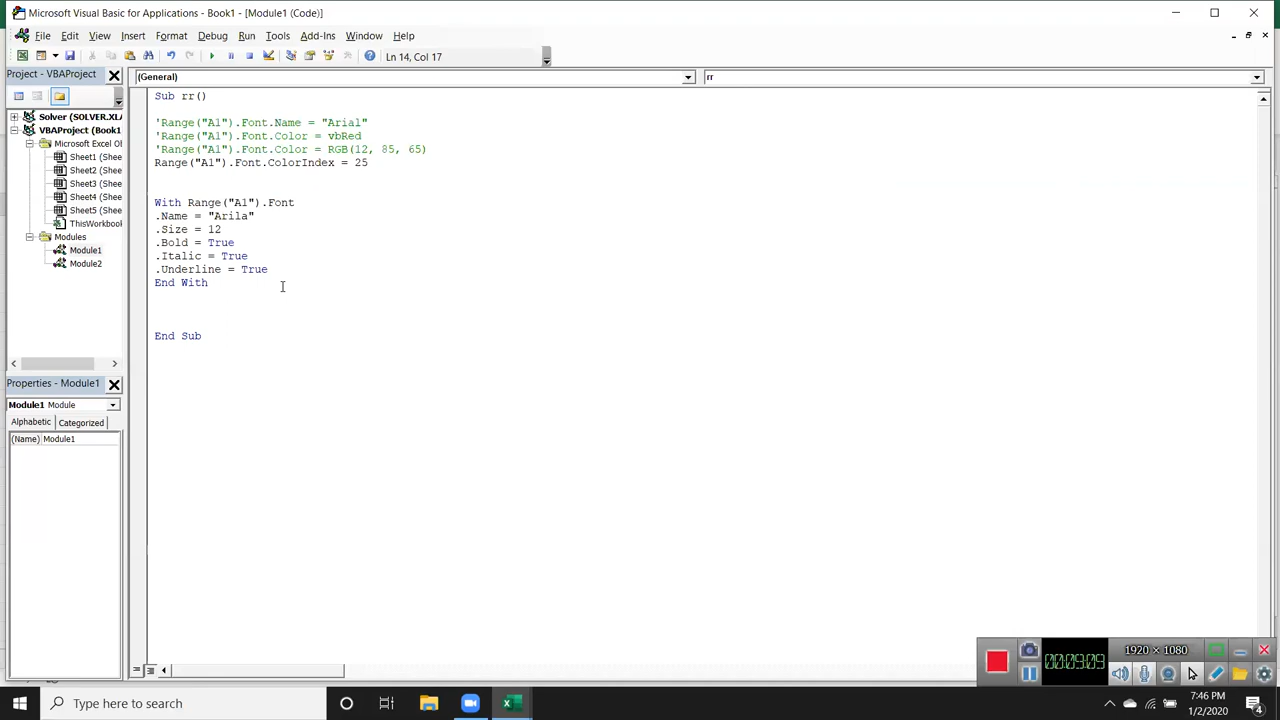 Microsoft Visual Basic for Applications - Book1 - [Module1 (Code)]
File Edit View Insert Format Debug Run Tools Add-Ins Window Help
Ln 14, Col 17
Project - VBAProject
(General)
rr
Solver (SOLVER.XLA
VBAProject (Book1
Microsoft Excel Ob
Sheet1 (Shee
Sheet2 (Shee
Sheet3 (Shee
Sheet4 (Shee
Sheet5 (Shee
ThisWorkbook
Modules
Module1
Module2
Sub rr()
'Range("A1").Font.Name = "Arial"
'Range("A1").Font.Color = vbRed
'Range("A1").Font.Color = RGB(12, 85, 65)
Range("A1").Font.ColorIndex = 25
With Range("A1").Font
.Name = "Arila"
.Size = 12
.Bold = True
.Italic = True
.Underline = True
End With
End Sub
Properties - Module1
Module1 Module
Alphabetic Categorized
(Name) Module1
1920 × 1080
00:09:09
Type here to search
7:46 PM
1/2/2020
4